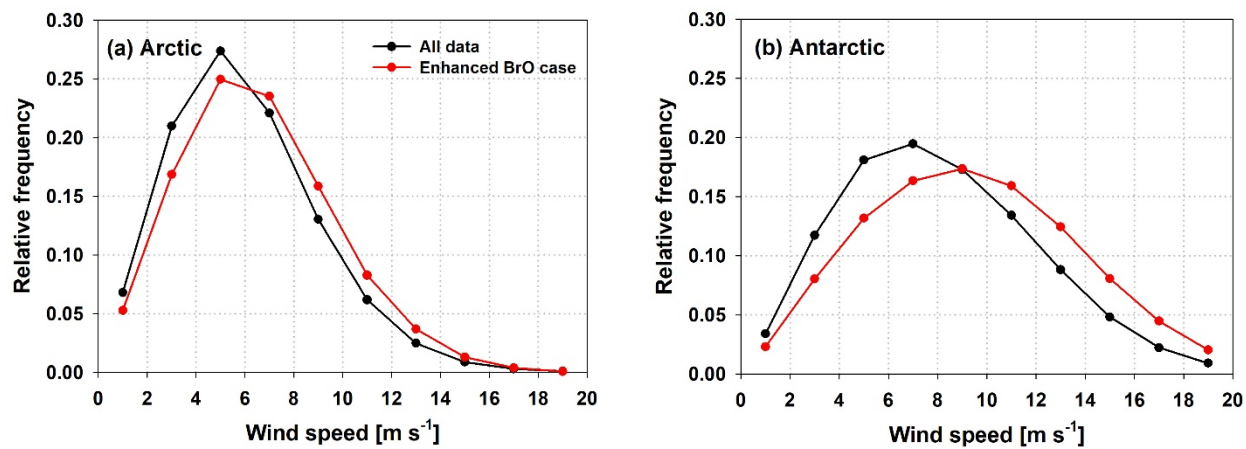 (a) Arctic
All data
Enhanced BrO case
Relative frequency
0.30
0.25
0.20
0.15
0.10
0.05
0.00
0 2 4 6 8 10 12 14 16 18 20
Wind speed [m s⁻¹]
(b) Antarctic
Relative frequency
0.30
0.25
0.20
0.15
0.10
0.05
0.00
0 2 4 6 8 10 12 14 16 18 20
Wind speed [m s⁻¹]